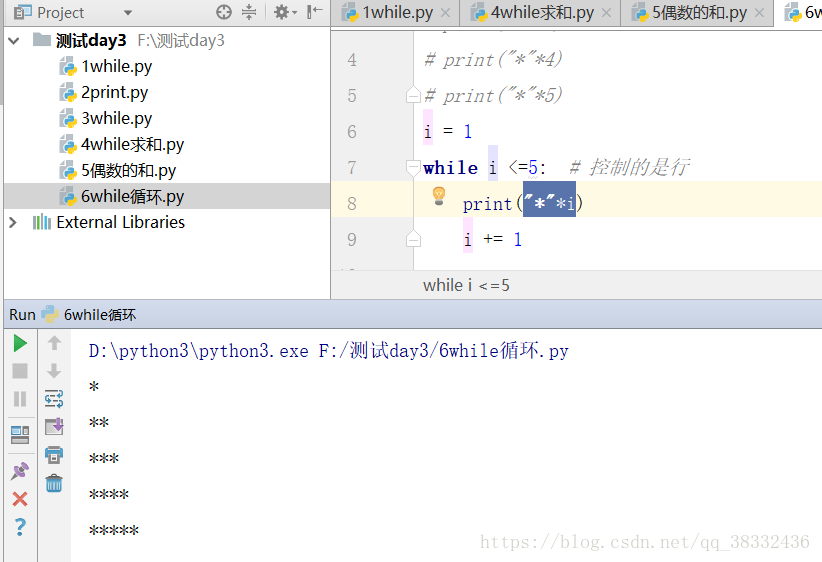 Project
1while.py
4while求和.py
5偶数的和.py
6w
测试day3 F:\测试day3
1while.py
2print.py
3while.py
4while求和.py
5偶数的和.py
6while循环.py
External Libraries
4 # print("*"*4)
5 # print("*"*5)
6 i = 1
7 while i <=5: # 控制的是行
8 print("*"*i)
9 i += 1
while i <=5
Run 6while循环
D:\python3\python3.exe F:/测试day3/6while循环.py
*
**
***
****
*****
https://blog.csdn.net/qq_38332436